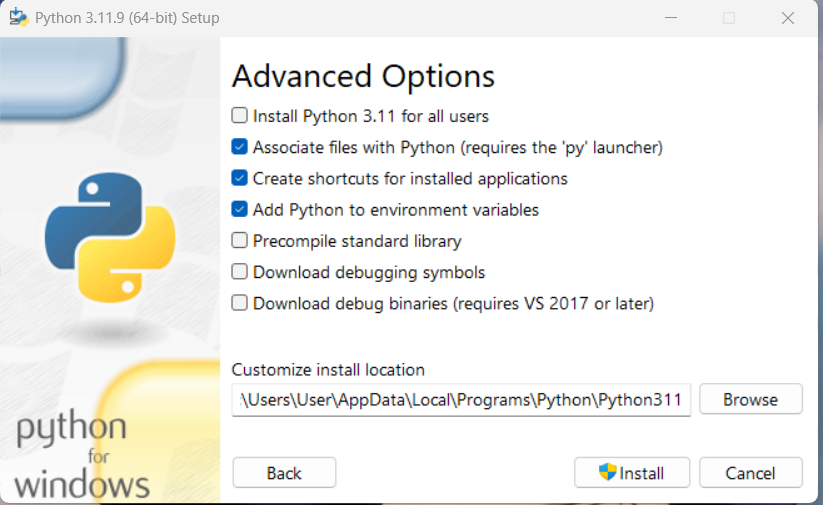 Python 3.11.9 (64-bit) Setup
Advanced Options
Install Python 3.11 for all users
Associate files with Python (requires the 'py' launcher)
Create shortcuts for installed applications
Add Python to environment variables
Precompile standard library
Download debugging symbols
Download debug binaries (requires VS 2017 or later)
Customize install location
:\Users\User\AppData\Local\Programs\Python\Python311
Browse
python
for
windows
Back
Install
Cancel